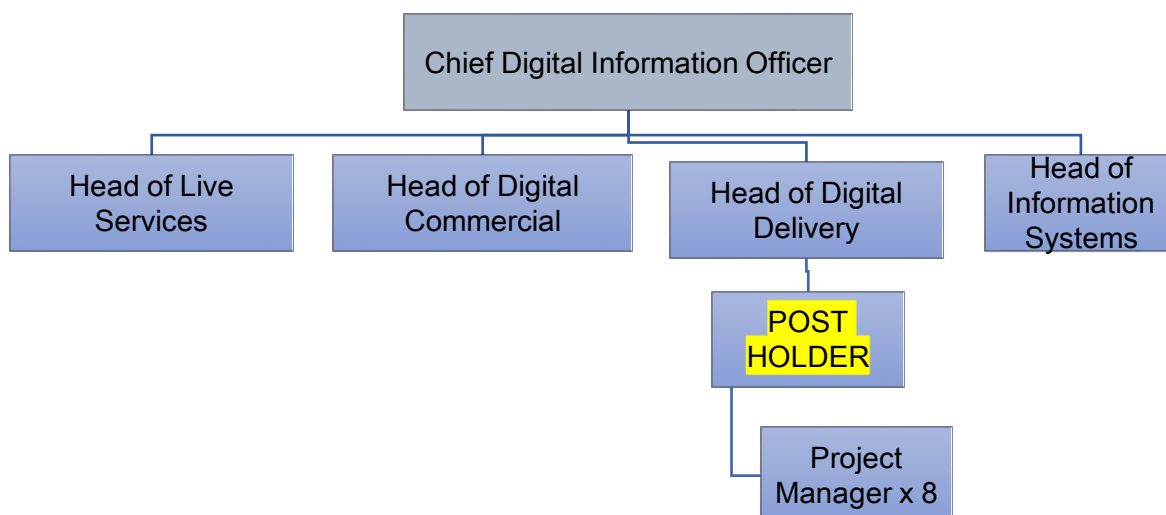 Chief Digital Information Officer
Head of Live
Services
Head of Digital
Commercial
Head of Digital
Delivery
Head of
Information
Systems
POST
HOLDER
Project
Manager x 8